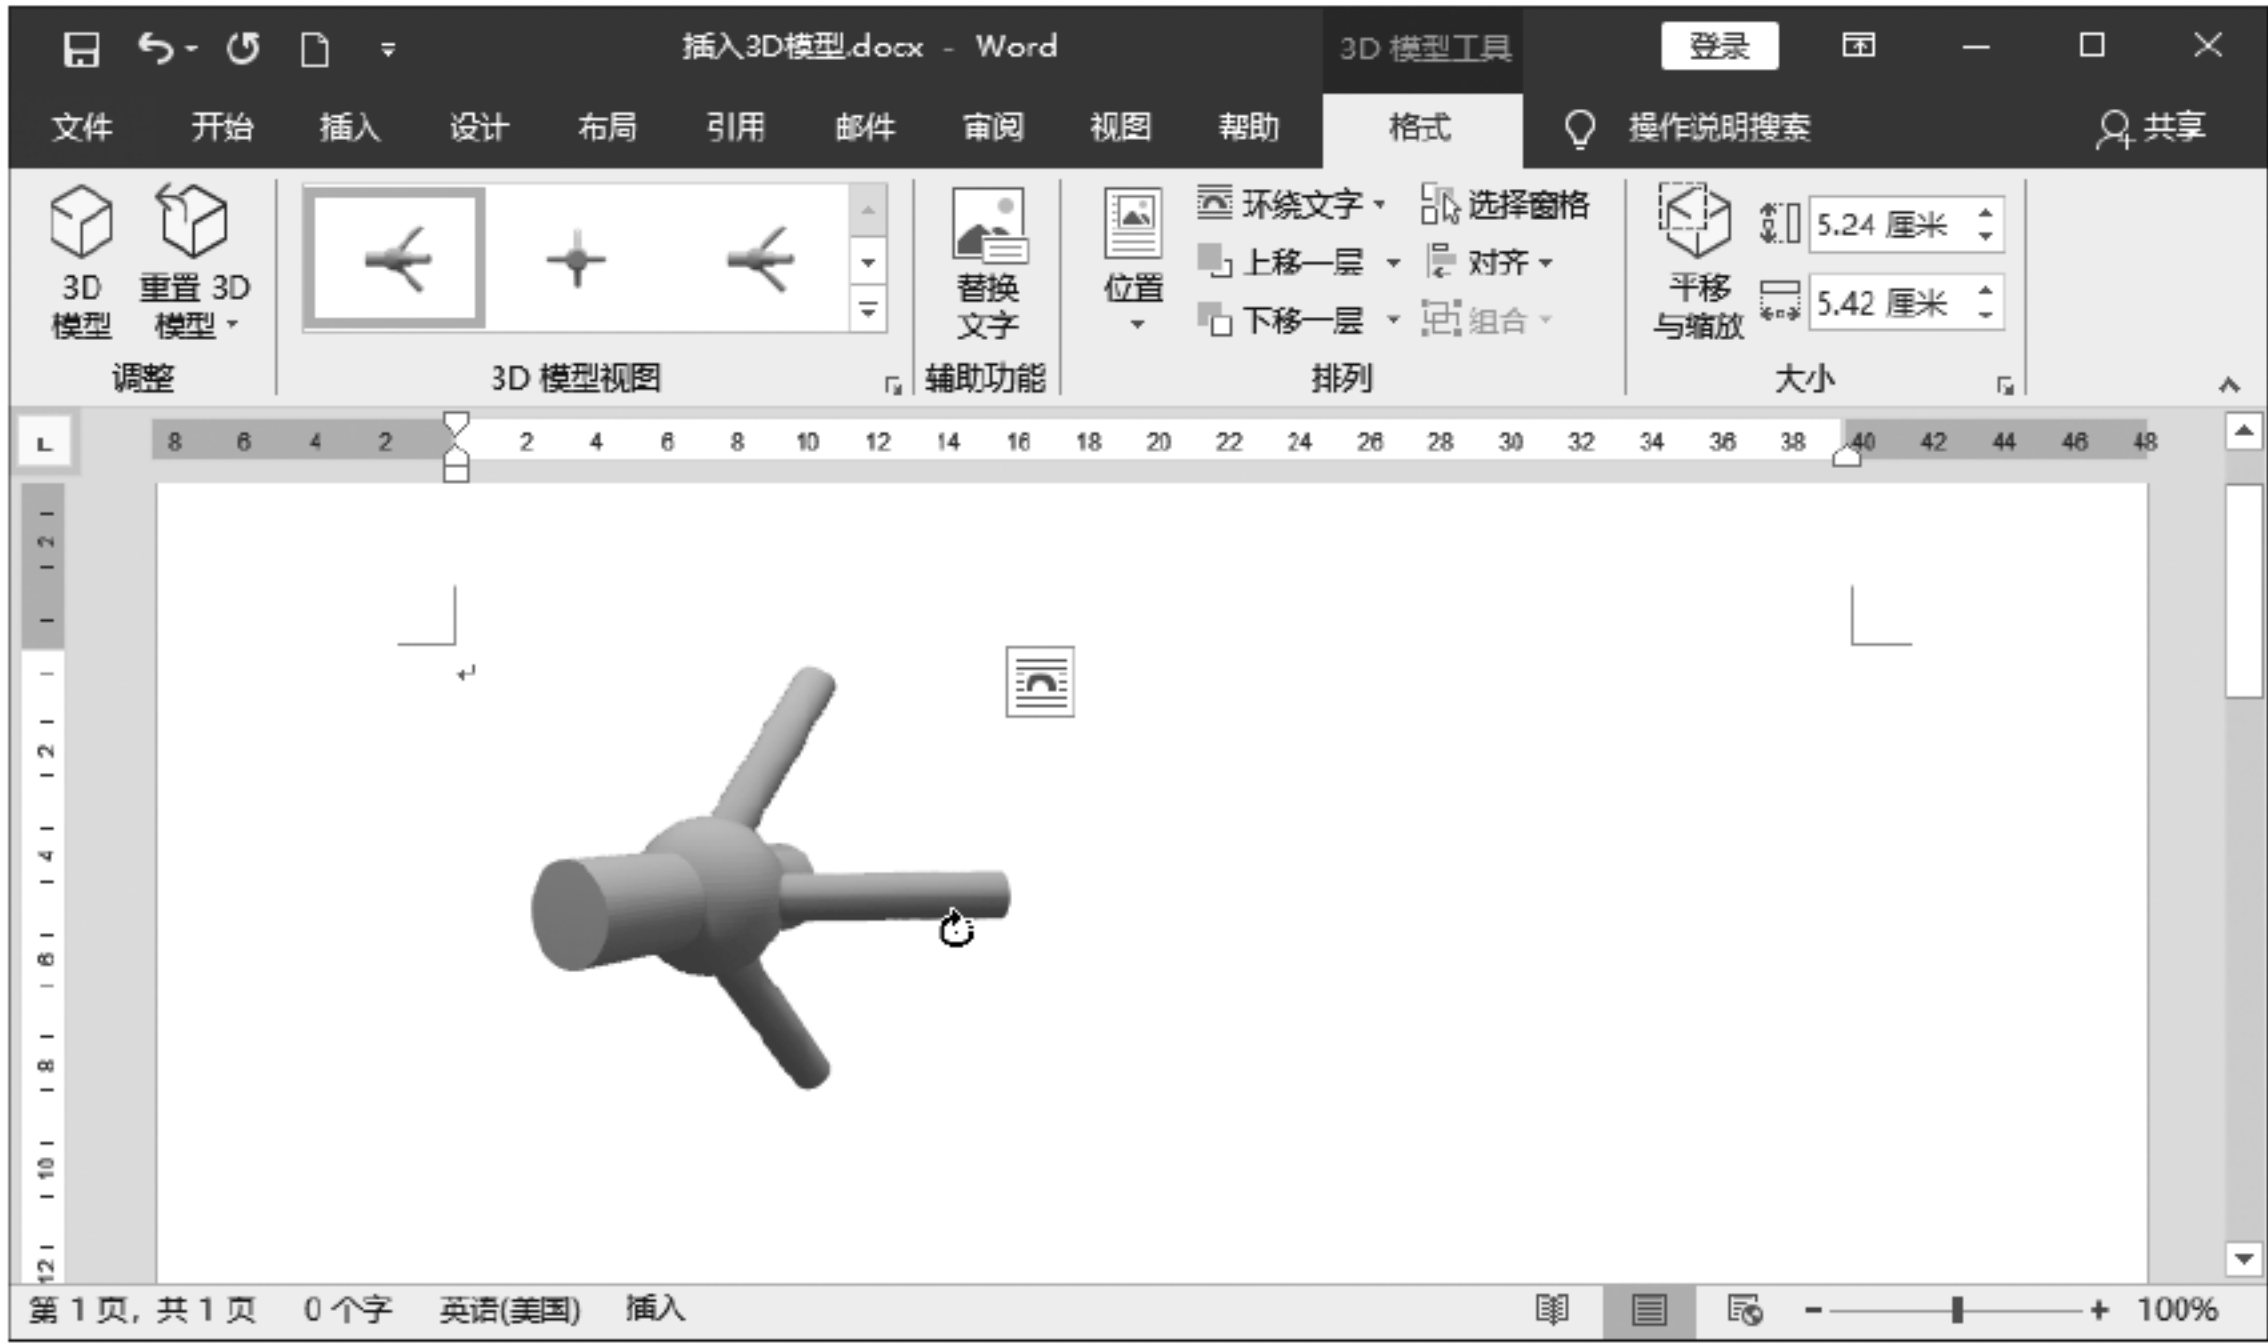 插入3D模型.docx - Word
3D 模型工具
登录
文件 开始 插入 设计 布局 引用 邮件 审阅 视图 帮助 格式 操作说明搜索 共享
3D 模型
重置 3D 模型
调整
3D 模型视图
替换文字
辅助功能
位置
环绕文字
上移一层
下移一层
选择窗格
对齐
组合
排列
平移与缩放
5.24 厘米
5.42 厘米
大小
L
8 6 4 2 2 4 6 8 10 12 14 16 18 20 22 24 26 28 30 32 34 36 38 40 42 44 46 48
2
2
4
6
8
10
12
第 1 页, 共 1 页 0 个字 英语(美国) 插入 100%